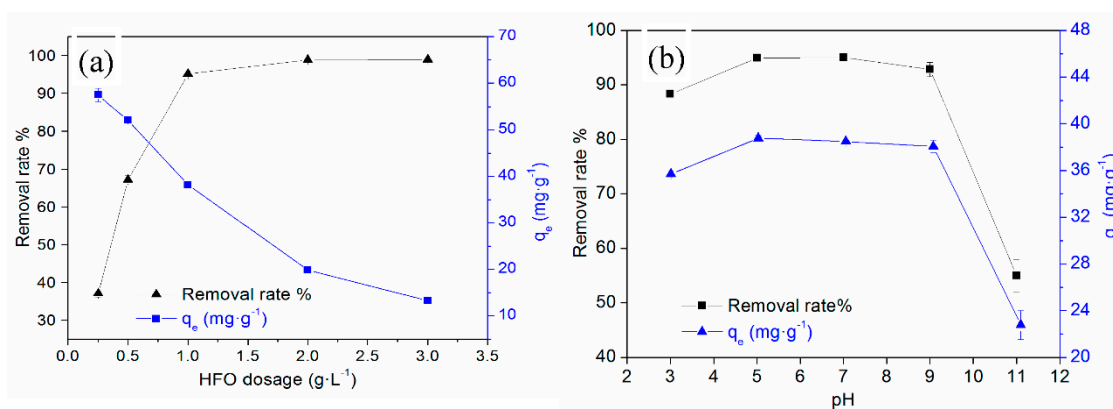 (a)
Removal rate %
100
90
80
70
60
50
40
30
70
60
50
40
30
20
10
qe (mg·g-1)
Removal rate %
qe (mg·g-1)
0.0 0.5 1.0 1.5 2.0 2.5 3.0 3.5
HFO dosage (g·L-1)
(b)
Removal rate %
100
90
80
70
60
50
40
48
44
40
36
32
28
24
20
(mg·g-1)
Removal rate%
qe (mg·g-1)
2 3 4 5 6 7 8 9 10 11 12
pH